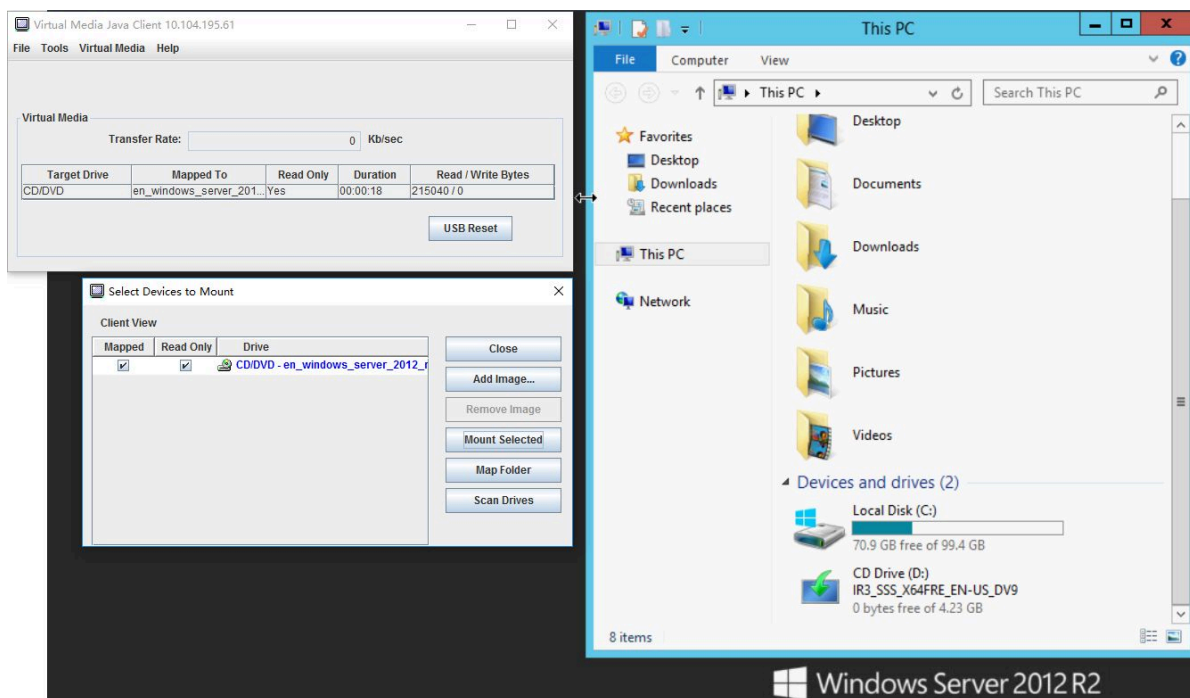 Virtual Media Java Client 10.104.195.61
File Tools Virtual Media Help
Virtual Media
Transfer Rate: 0 Kb/sec
Target Drive Mapped To Read Only Duration Read / Write Bytes
CD/DVD en_windows_server_201... Yes 00:00:18 215040 / 0
USB Reset
Select Devices to Mount
Client View
Mapped Read Only Drive
CD/DVD - en_windows_server_2012_r
Close
Add Image...
Remove Image
Mount Selected
Map Folder
Scan Drives
This PC
File Computer View
This PC
Search This PC
Favorites
Desktop
Downloads
Recent places
This PC
Network
Desktop
Documents
Downloads
Music
Pictures
Videos
Devices and drives (2)
Local Disk (C:)
70.9 GB free of 99.4 GB
CD Drive (D:)
IR3_SSS_X64FRE_EN-US_DV9
0 bytes free of 4.23 GB
8 items
Windows Server 2012 R2